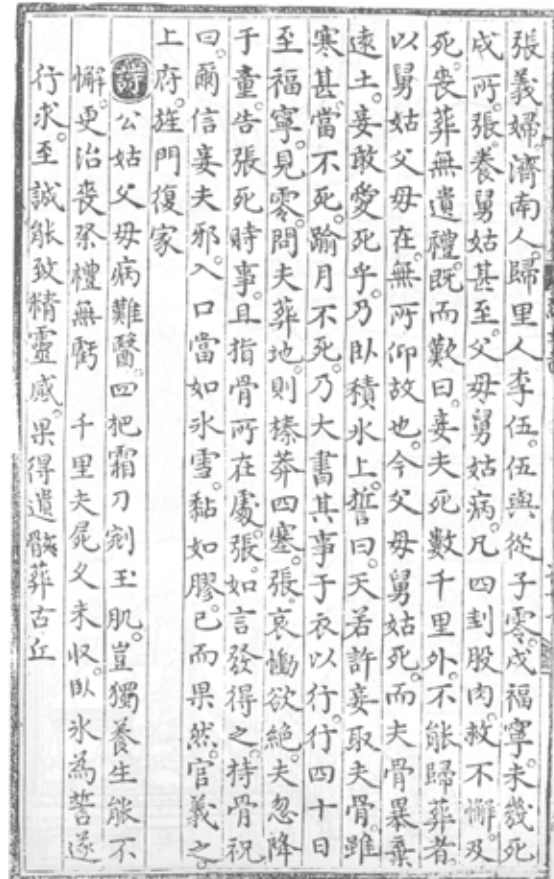 張義婦。濟南人。歸里人李伍。伍與從子零戍福寧。未幾死
戍所。張養舅姑甚至。父母舅姑病。凡四刲股肉。救不懈。及
死。喪葬無遺禮。旣而歎曰。妾夫死數千里外。不能歸葬者。
以舅姑父母在。無所仰故也。今父母舅姑死。而夫骨暴棄
遠土。妾敢愛死乎。乃臥積氷上。誓曰。天若許妾取夫骨。雖
寒甚。當不死。踰月不死。乃大書其事于衣以行。行四十日
至福寧。見零。問夫葬地。則榛莽四塞。張哀慟欲絶。夫忽降
于童。告張死時事。且指骨所在處。張如言發得之。持骨祝
曰。爾信妾夫邪。入口當如氷雪。黏如膠。已而果然。官義之。
上府。旌門復家
詩 公姑父母病難醫。四把霜刀剜玉肌。豈獨養生能不
懈。更治喪祭禮無虧 千里夫屍久未收。臥氷爲誓遂
行求。至誠能致精靈感。果得遺骸葬古丘